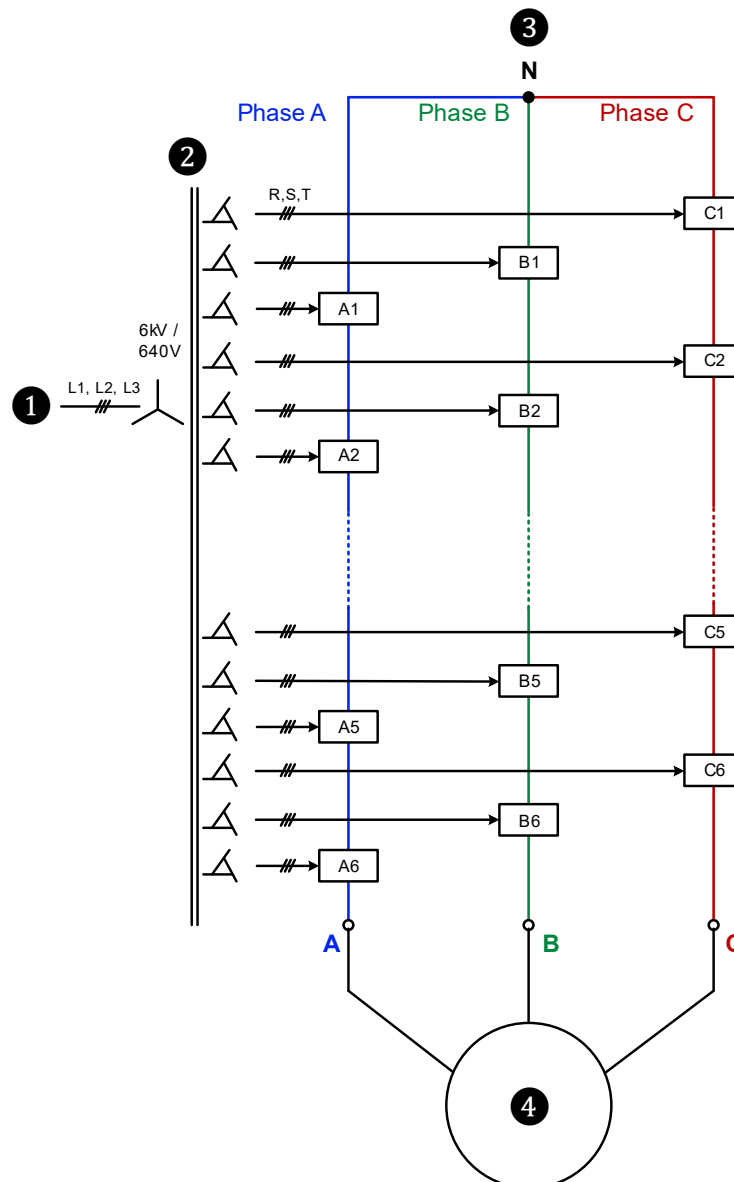 3
N
Phase A Phase B Phase C
2
R,S,T
C1
B1
A1
6kV /
640V
C2
L1, L2, L3
1
B2
A2
C5
B5
A5
C6
B6
A6
A B C
4